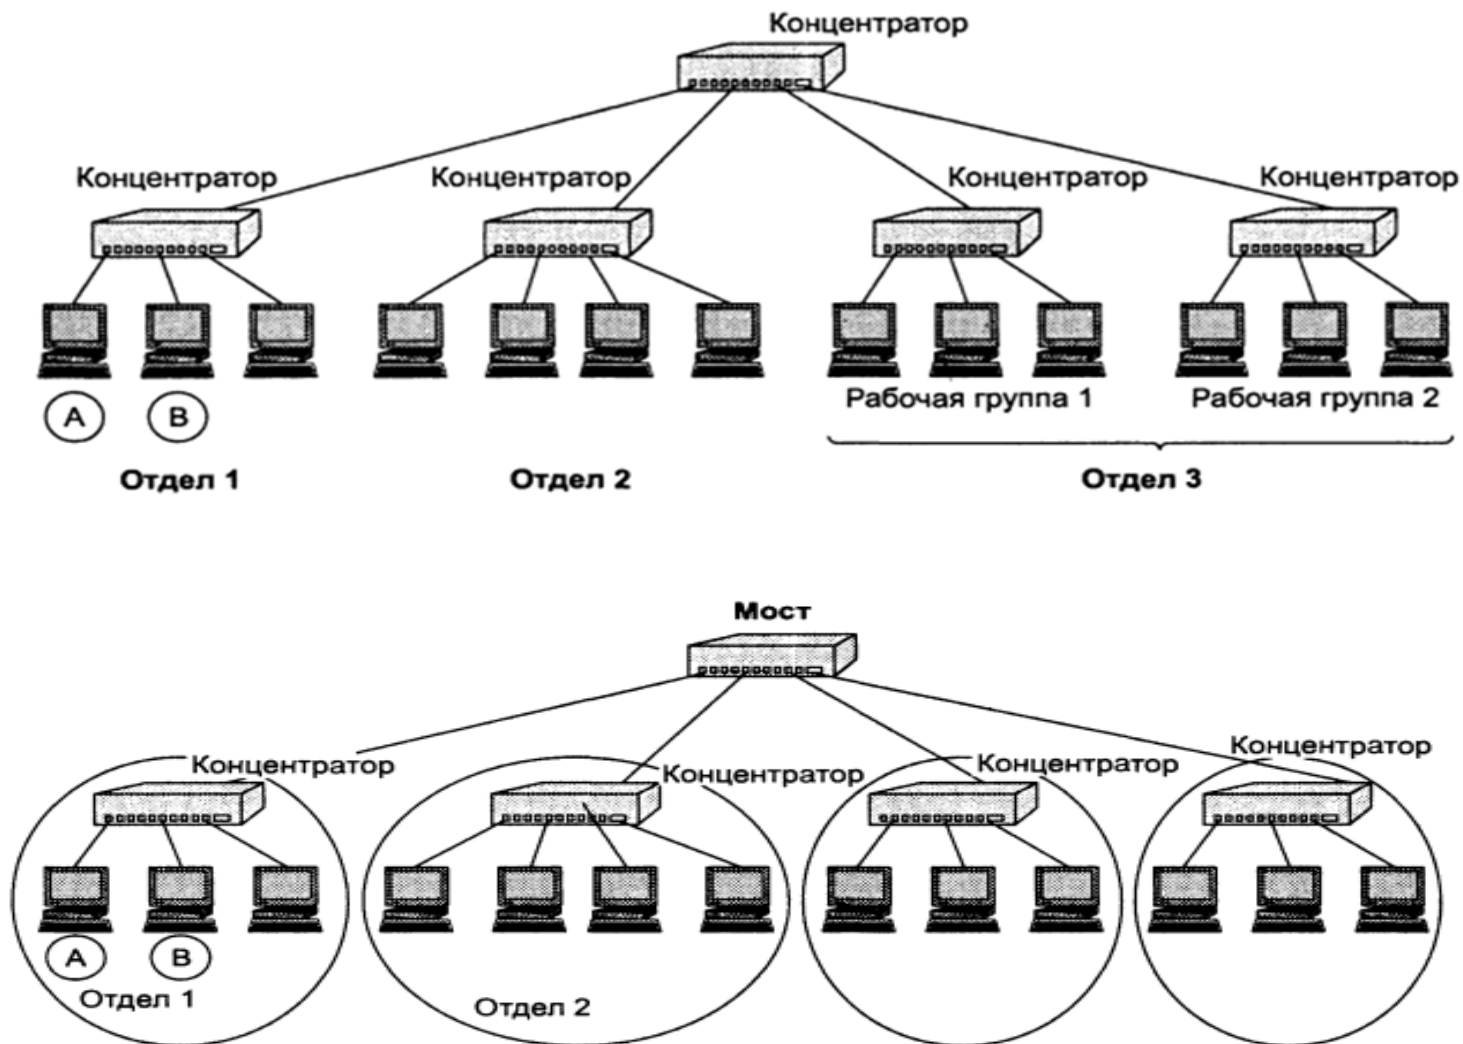 Концентратор
Концентратор
Концентратор
Концентратор
Концентратор
A
B
Рабочая группа 1
Рабочая группа 2
Отдел 1
Отдел 2
Отдел 3
Мост
Концентратор
Концентратор
Концентратор
Концентратор
A
B
Отдел 1
Отдел 2